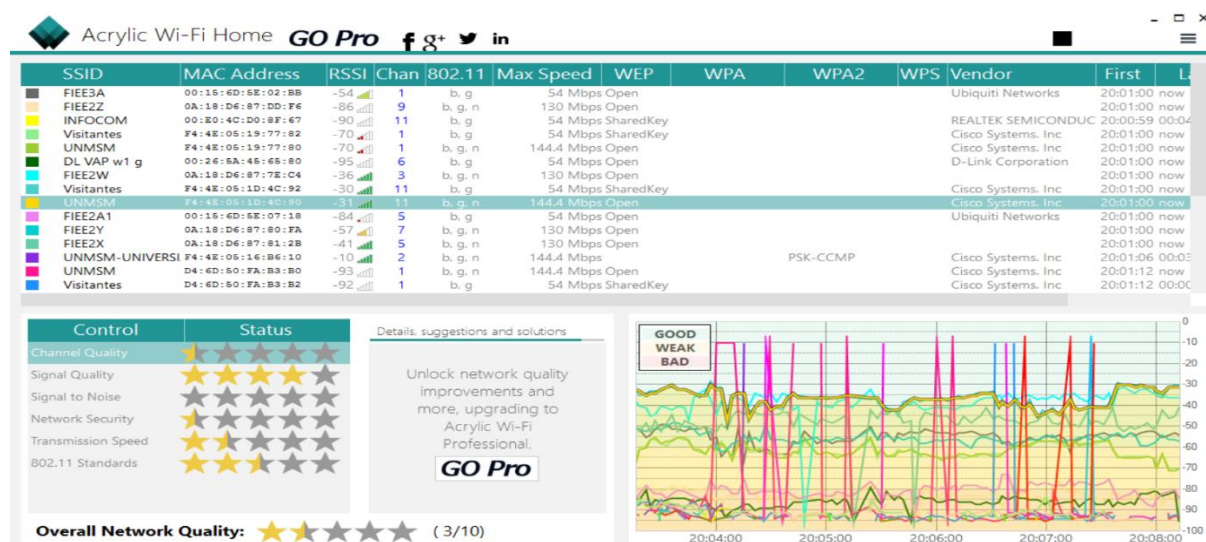 Acrylic Wi-Fi Home GO Pro f g+ in
SSID MAC Address RSSI Chan 802.11 Max Speed WEP WPA WPA2 WPS Vendor First La
FIEE3A 00:15:6D:5E:02:BB -54 1 b, g 54 Mbps Open Ubiquiti Networks 20:01:00 now
FIEE2Z 0A:18:D6:87:DD:F6 -86 9 b, g, n 130 Mbps Open 20:01:00 now
INFOCOM 00:E0:4C:D0:8F:67 -90 11 b, g 54 Mbps SharedKey REALTEK SEMICONDUC 20:00:59 00:04
Visitantes F4:4E:05:19:77:82 -70 1 b, g 54 Mbps SharedKey Cisco Systems. Inc 20:01:00 now
UNMSM F4:4E:05:19:77:80 -70 1 b, g, n 144.4 Mbps Open Cisco Systems. Inc 20:01:00 now
DL VAP w1 g 00:26:5A:45:65:80 -95 6 b, g 54 Mbps Open D-Link Corporation 20:01:00 now
FIEE2W 0A:18:D6:87:7E:C4 -36 3 b, g, n 130 Mbps Open 20:01:00 now
Visitantes F4:4E:05:1D:4C:92 -30 11 b, g 54 Mbps SharedKey Cisco Systems. Inc 20:01:00 now
UNMSM F4:4E:05:1D:4C:90 -31 11 b, g, n 144.4 Mbps Open Cisco Systems. Inc 20:01:00 now
FIEE2A1 00:15:6D:5E:07:18 -84 5 b, g 54 Mbps Open Ubiquiti Networks 20:01:00 now
FIEE2Y 0A:18:D6:87:80:FA -57 7 b, g, n 130 Mbps Open 20:01:00 now
FIEE2X 0A:18:D6:87:81:2B -41 5 b, g, n 130 Mbps Open 20:01:00 now
UNMSM-UNIVERSI F4:4E:05:16:B6:10 -10 2 b, g, n 144.4 Mbps PSK-CCMP Cisco Systems. Inc 20:01:06 00:03
UNMSM D4:6D:50:FA:B3:B0 -93 1 b, g, n 144.4 Mbps Open Cisco Systems. Inc 20:01:12 now
Visitantes D4:6D:50:FA:B3:B2 -92 1 b, g 54 Mbps SharedKey Cisco Systems. Inc 20:01:12 00:00
Control Status
Channel Quality
Signal Quality
Signal to Noise
Network Security
Transmission Speed
802.11 Standards
Overall Network Quality: ( 3/10)
Details, suggestions and solutions
Unlock network quality
improvements and
more, upgrading to
Acrylic Wi-Fi
Professional.
GO Pro
GOOD
WEAK
BAD
0
-10
-20
-30
-40
-50
-60
-70
-80
-90
-100
20:04:00 20:05:00 20:06:00 20:07:00 20:08:00